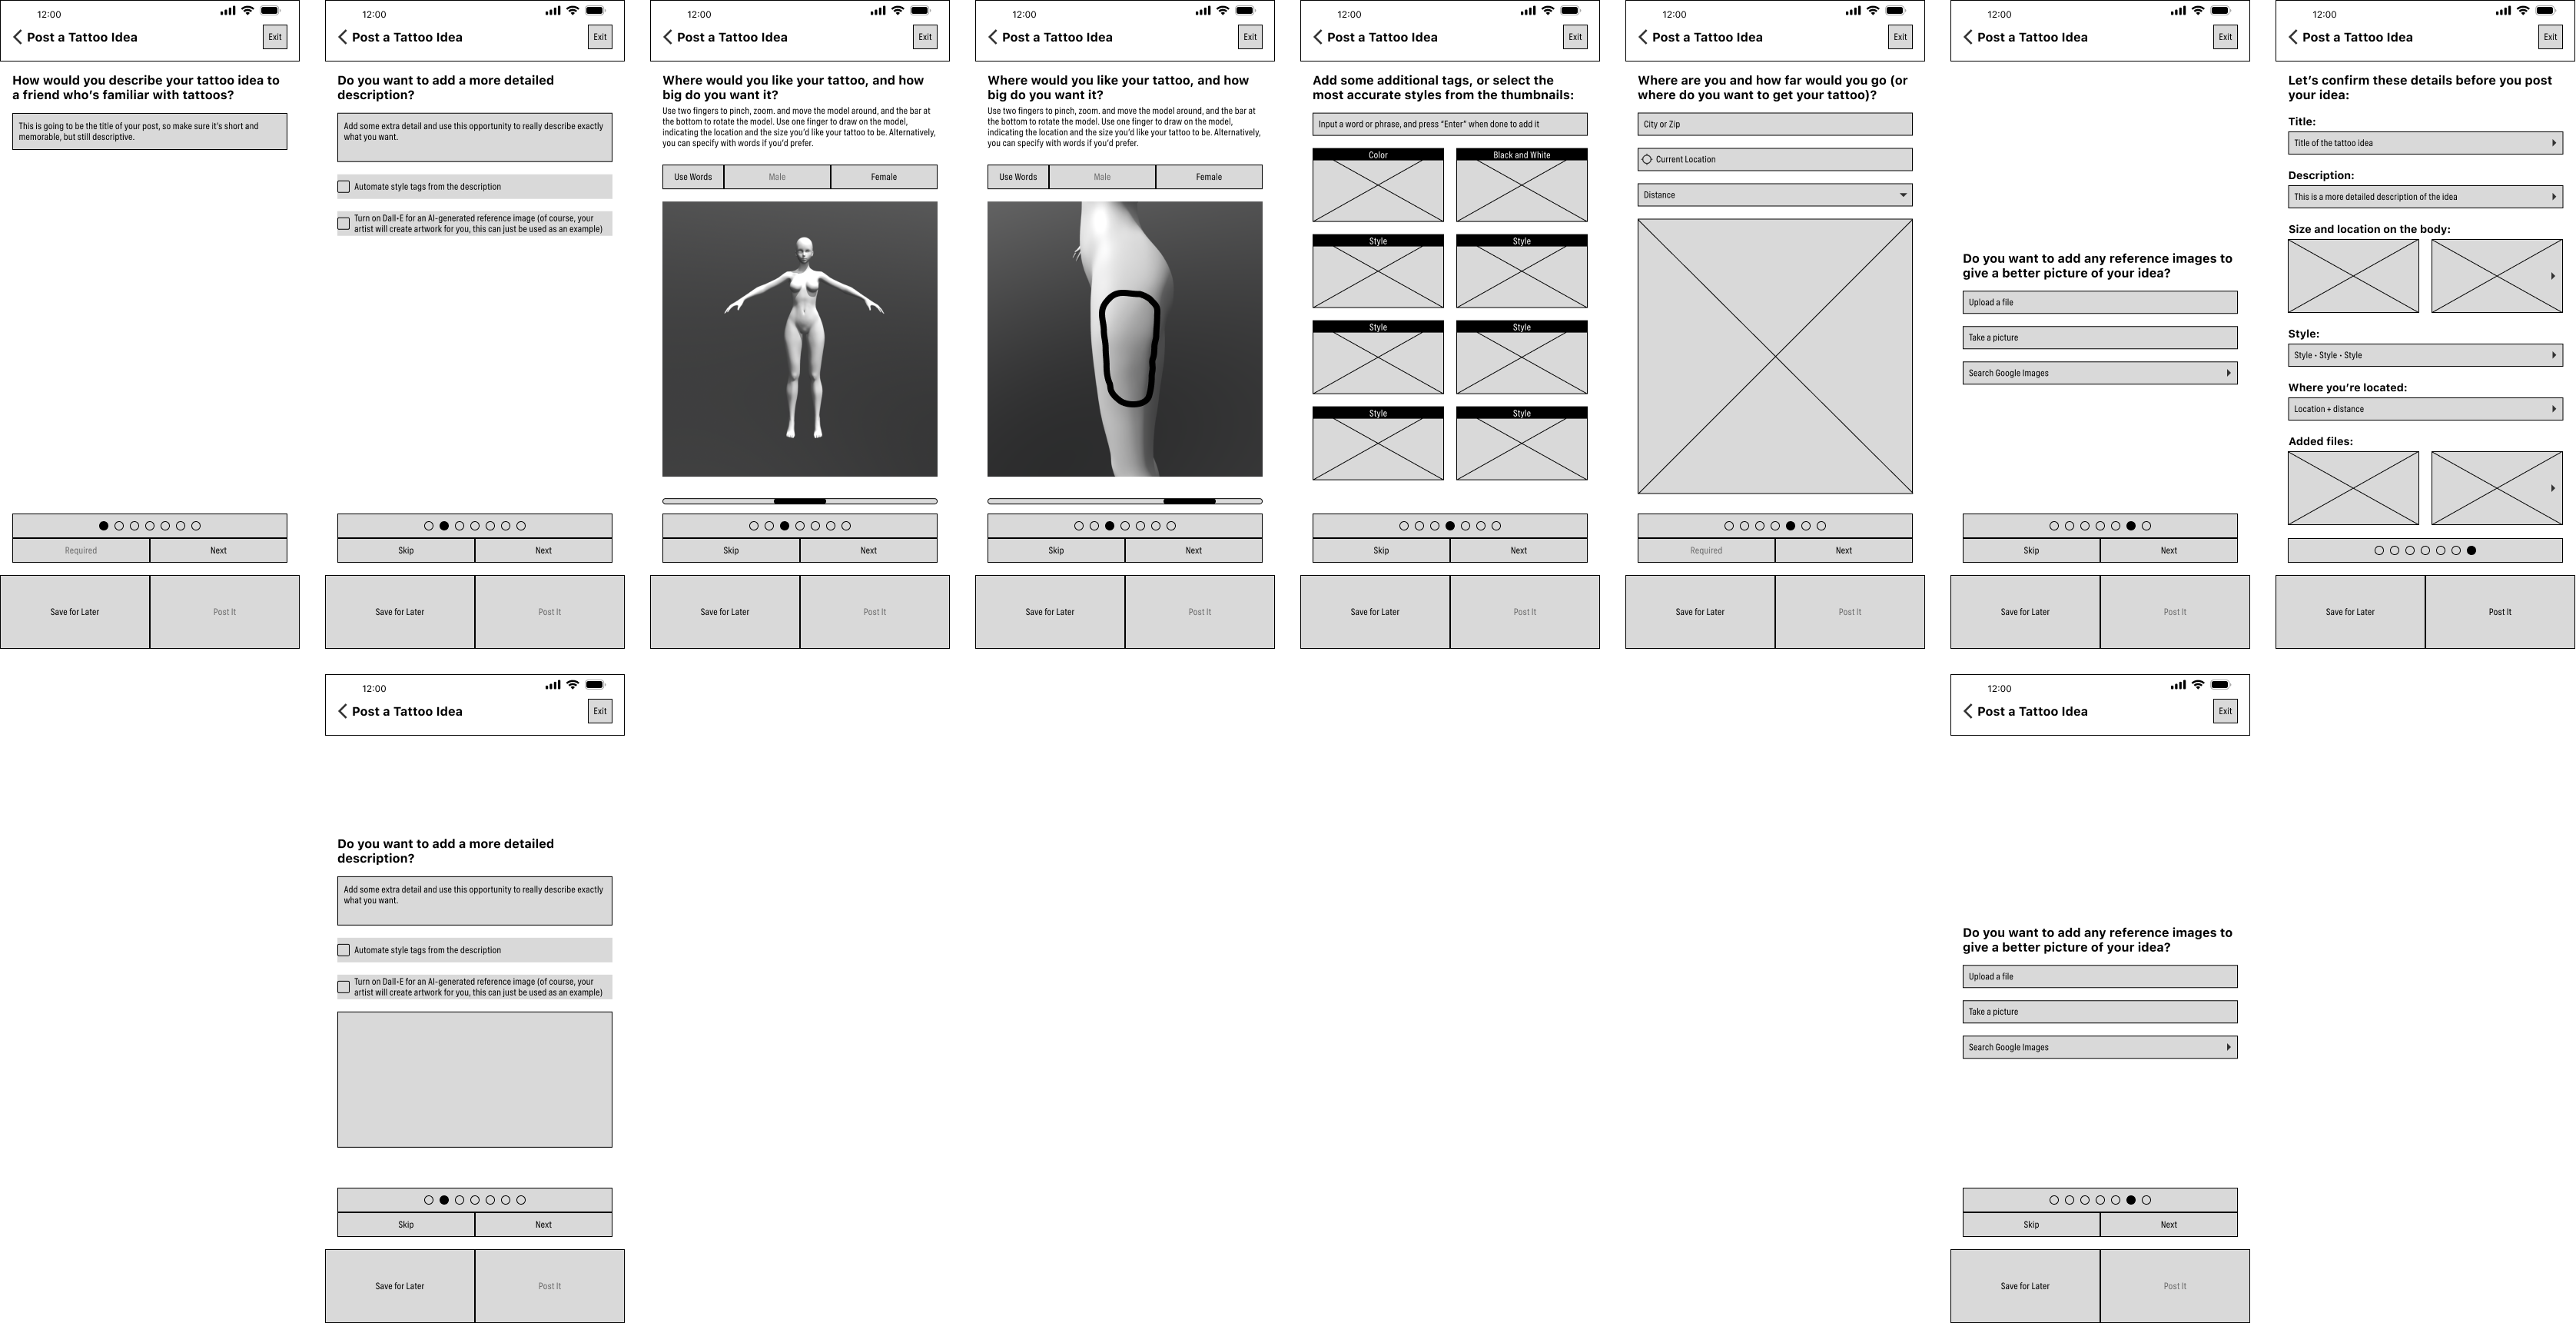 12:00
Post a Tattoo Idea
Exit
How would you describe your tattoo idea to
a friend who's familiar with tattoos?
This is going to be the title of your post, so make sure it's short and
memorable, but still descriptive.
Required
Next
Save for Later
Post It
12:00
Post a Tattoo Idea
Exit
Do you want to add a more detailed
description?
Add some extra detail and use this opportunity to really describe exactly
what you want.
Automate style tags from the description
Turn on Dall-E for an AI-generated reference image (of course, your
artist will create artwork for you, this can just be used as an example)
Skip
Next
Save for Later
Post It
12:00
Post a Tattoo Idea
Exit
Where would you like your tattoo, and how
big do you want it?
Use two fingers to pinch, zoom. and move the model around, and the bar at
the bottom to rotate the model. Use one finger to draw on the model,
indicating the location and the size you'd like your tattoo to be. Alternatively,
you can specify with words if you'd prefer.
Use Words
Male
Female
Skip
Next
Save for Later
Post It
12:00
Post a Tattoo Idea
Exit
Where would you like your tattoo, and how
big do you want it?
Use two fingers to pinch, zoom. and move the model around, and the bar at
the bottom to rotate the model. Use one finger to draw on the model,
indicating the location and the size you'd like your tattoo to be. Alternatively,
you can specify with words if you'd prefer.
Use Words
Male
Female
Skip
Next
Save for Later
Post It
12:00
Post a Tattoo Idea
Exit
Add some additional tags, or select the
most accurate styles from the thumbnails:
Input a word or phrase, and press "Enter" when done to add it
Color
Black and White
Style
Style
Style
Style
Style
Style
Skip
Next
Save for Later
Post It
12:00
Post a Tattoo Idea
Exit
Where are you and how far would you go (or
where do you want to get your tattoo)?
City or Zip
Current Location
Distance
Required
Next
Save for Later
Post It
12:00
Post a Tattoo Idea
Exit
Do you want to add any reference images to
give a better picture of your idea?
Upload a file
Take a picture
Search Google Images
Skip
Next
Save for Later
Post It
12:00
Post a Tattoo Idea
Exit
Let's confirm these details before you post
your idea:
Title:
Title of the tattoo idea
Description:
This is a more detailed description of the idea
Size and location on the body:
Style:
Style • Style • Style
Where you're located:
Location + distance
Added files:
Save for Later
Post It
12:00
Post a Tattoo Idea
Exit
Do you want to add a more detailed
description?
Add some extra detail and use this opportunity to really describe exactly
what you want.
Automate style tags from the description
Turn on Dall-E for an AI-generated reference image (of course, your
artist will create artwork for you, this can just be used as an example)
Skip
Next
Save for Later
Post It
12:00
Post a Tattoo Idea
Exit
Do you want to add any reference images to
give a better picture of your idea?
Upload a file
Take a picture
Search Google Images
Skip
Next
Save for Later
Post It